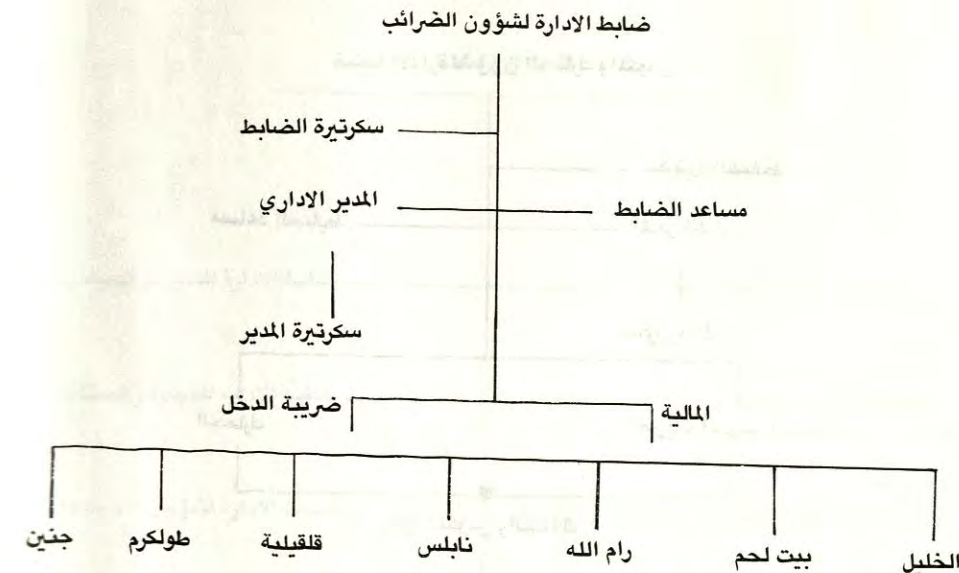 ضابط الادارة لشؤون الضرائب
سكرتيرة الضابط
مساعد الضابط
المدير الاداري
سكرتيرة المدير
المالية
ضريبة الدخل
الخليل
بيت لحم
رام الله
نابلس
قلقيلية
طولكرم
جنين